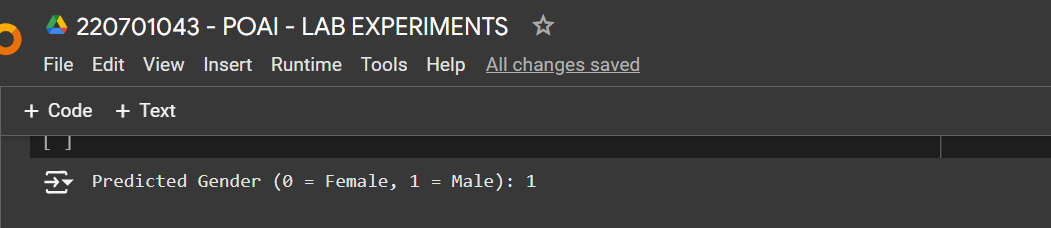 220701043 - POAI - LAB EXPERIMENTS
File Edit View Insert Runtime Tools Help All changes saved
+ Code + Text
[ ]
Predicted Gender (0 = Female, 1 = Male): 1